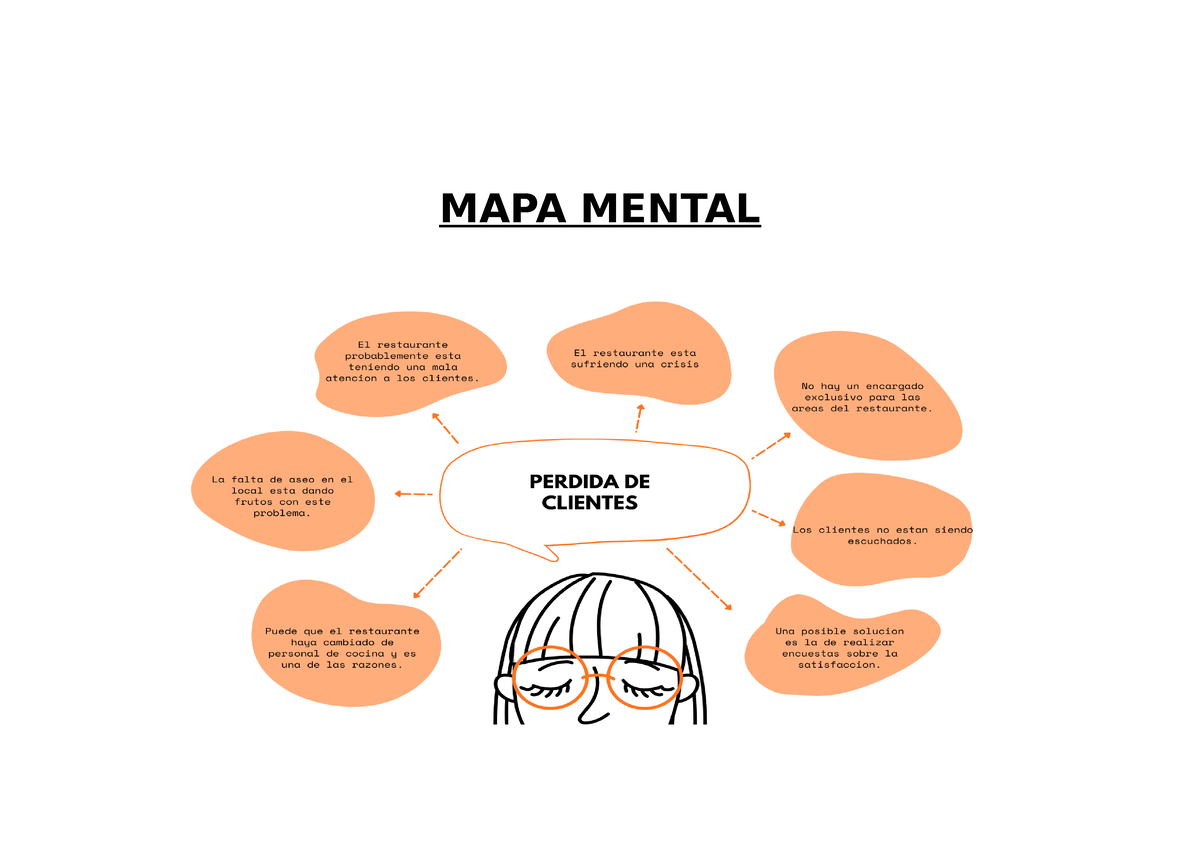 MAPA MENTAL
El restaurante
probablemente esta
teniendo una mala
atencion a los clientes.
El restaurante esta
sufriendo una crisis
No hay un encargado
exclusivo para las
areas del restaurante.
La falta de aseo en el
local esta dando
frutos con este
problema.
PERDIDA DE
CLIENTES
Los clientes no estan siendo
escuchados.
Puede que el restaurante
haya cambiado de
personal de cocina y es
una de las razones.
Una posible solucion
es la de realizar
encuestas sobre la
satisfaccion.